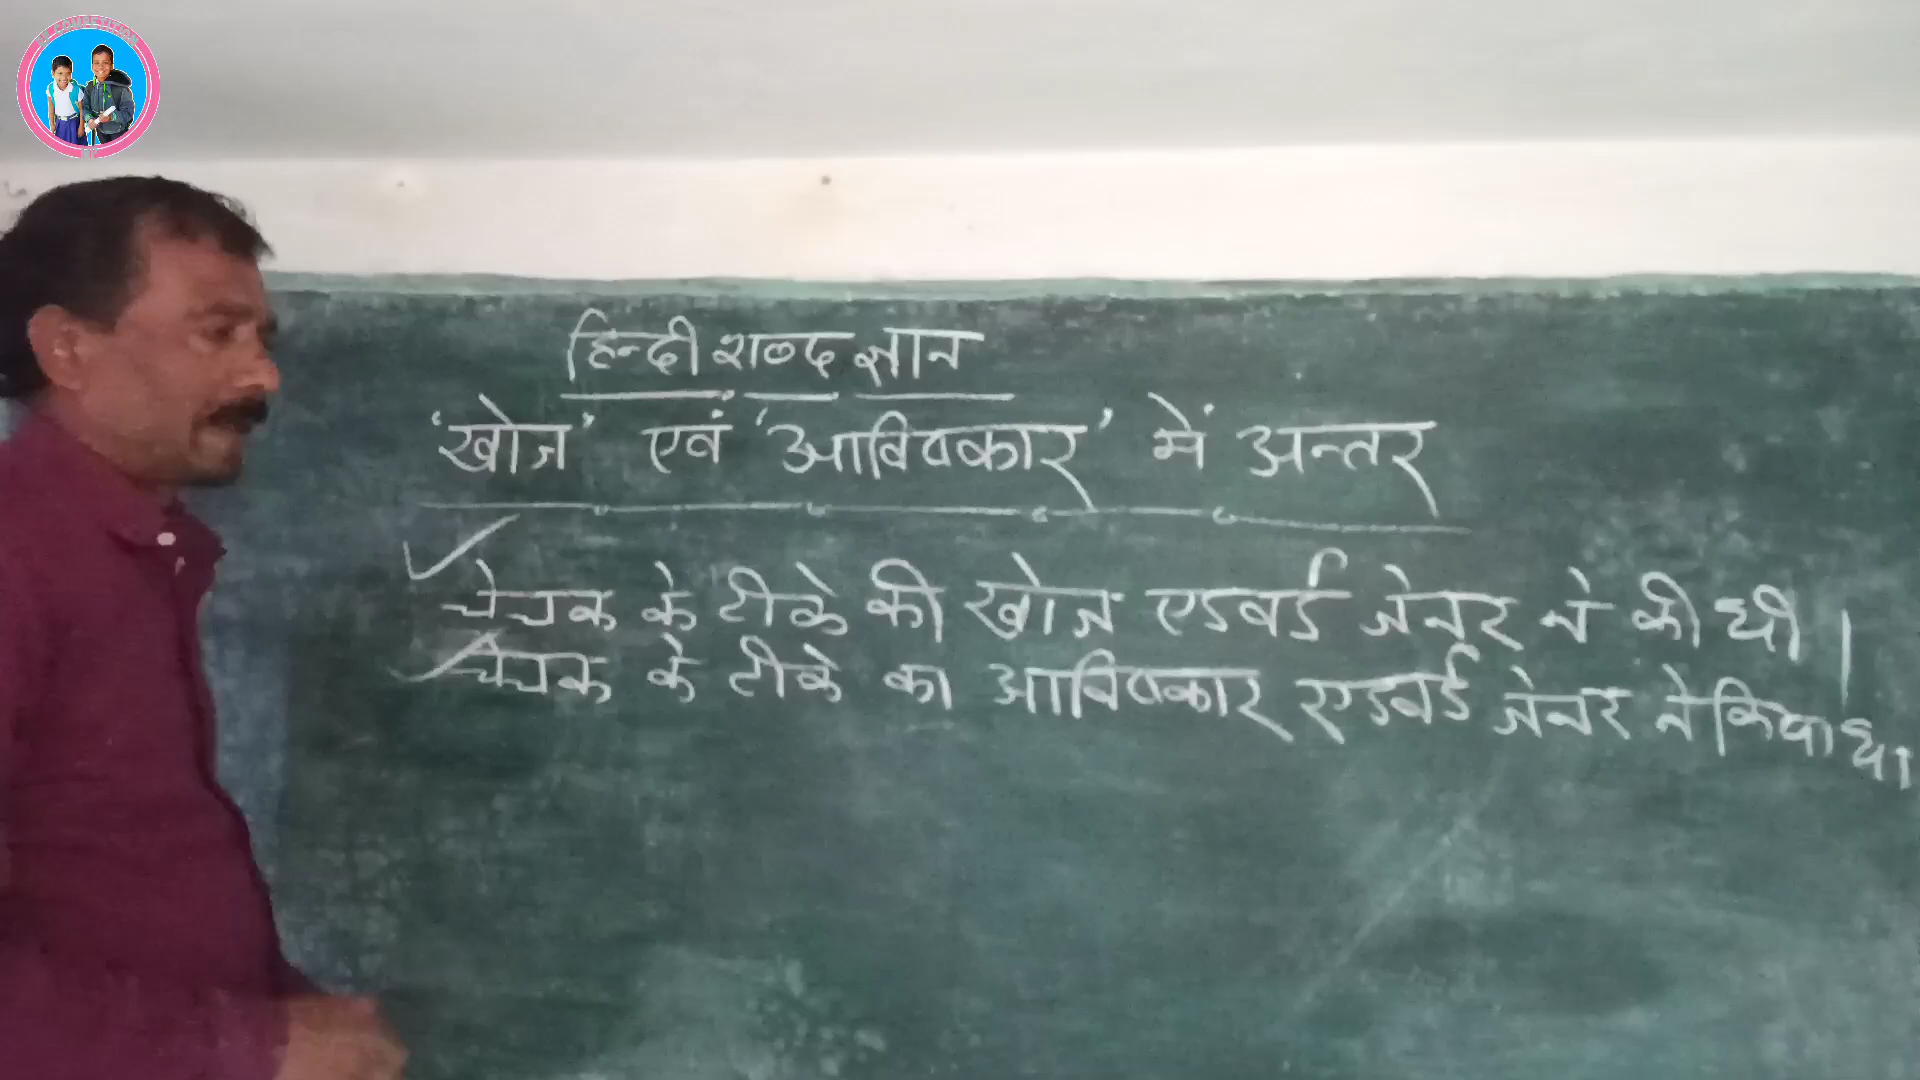 हिन्दी शब्द ज्ञान
'खोज' एवं 'आविष्कार' में अन्तर
चेचक के टीके की खोज एडवर्ड जेनर ने की थी।
चेचक के टीके का आविष्कार एडवर्ड जेनर ने किया था